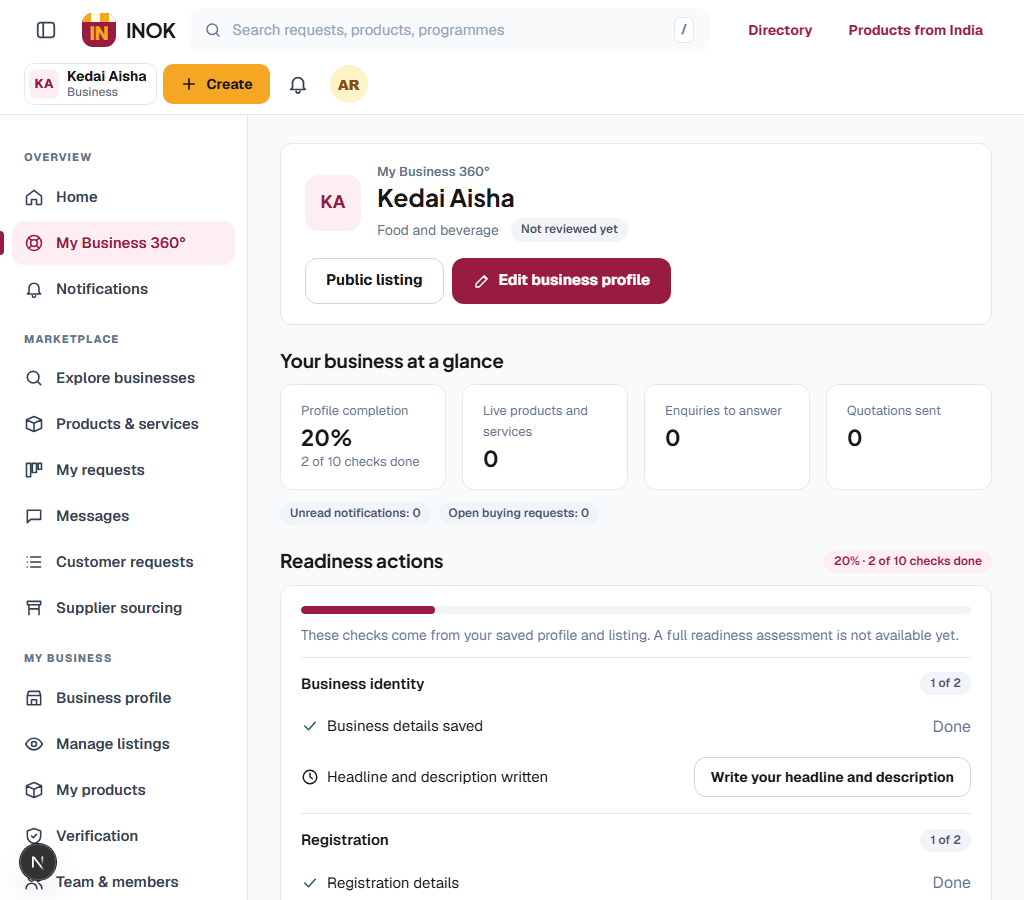 IN INOK
Search requests, products, programmes
/
Directory
Products from India
KA
Kedai Aisha
Business
Create
AR
OVERVIEW
Home
My Business 360°
Notifications
MARKETPLACE
Explore businesses
Products & services
My requests
Messages
Customer requests
Supplier sourcing
MY BUSINESS
Business profile
Manage listings
My products
Verification
N
Team & members
KA
My Business 360°
Kedai Aisha
Food and beverage
Not reviewed yet
Public listing
Edit business profile
Your business at a glance
Profile completion
20%
2 of 10 checks done
Live products and
services
0
Enquiries to answer
0
Quotations sent
0
Unread notifications: 0
Open buying requests: 0
Readiness actions
20% · 2 of 10 checks done
These checks come from your saved profile and listing. A full readiness assessment is not available yet.
Business identity
1 of 2
Business details saved
Done
Headline and description written
Write your headline and description
Registration
1 of 2
Registration details
Done